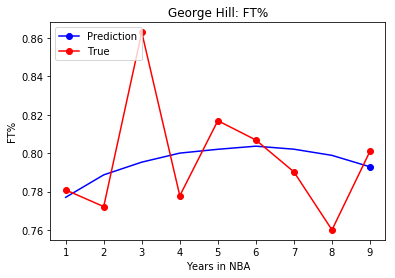 George Hill: FT%
Prediction
True
FT%
0.86
0.84
0.82
0.80
0.78
0.76
1 2 3 4 5 6 7 8 9
Years in NBA